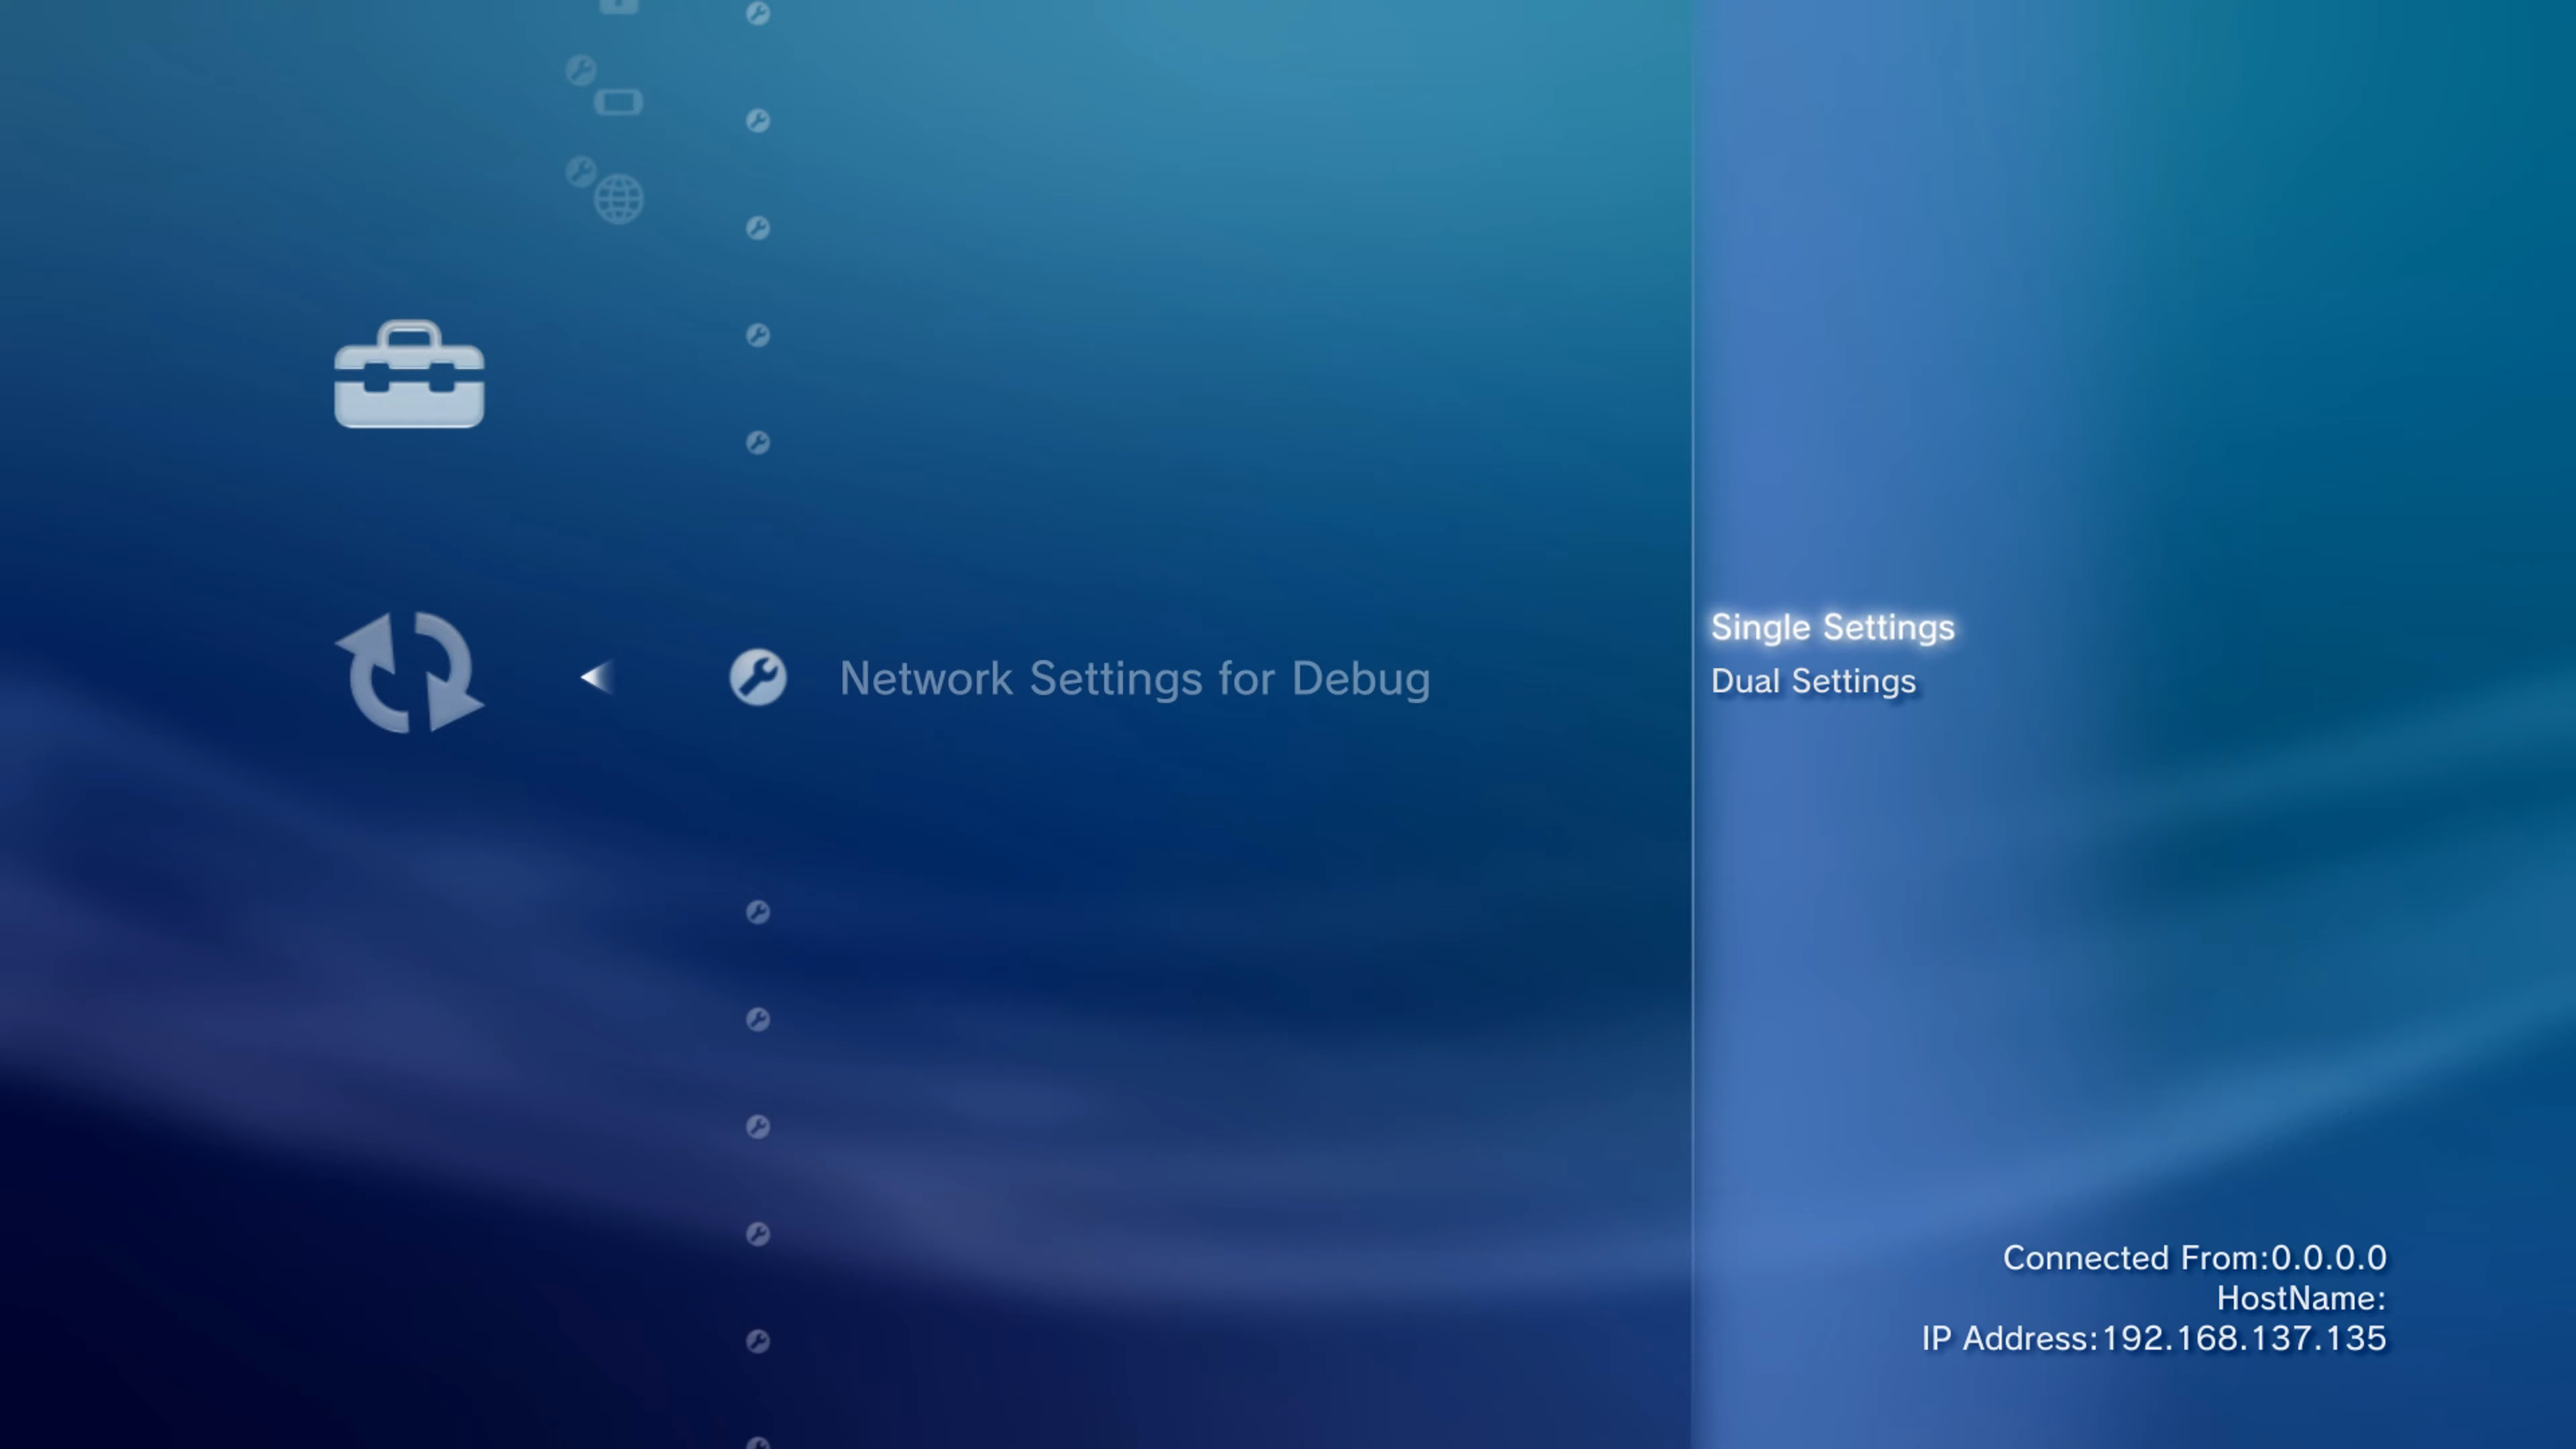 Network Settings for Debug
Single Settings
Dual Settings
Connected From:0.0.0.0
HostName:
IP Address:192.168.137.135